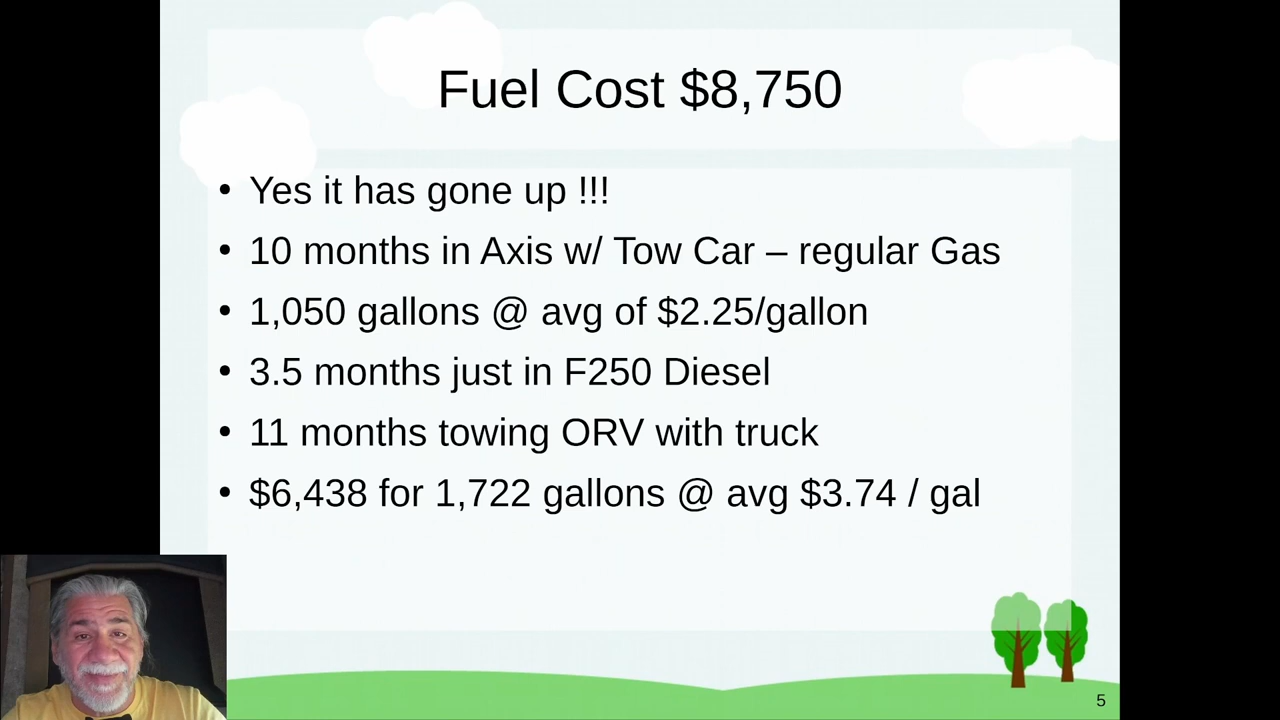 Fuel Cost $8,750
• Yes it has gone up !!!
• 10 months in Axis w/ Tow Car – regular Gas
• 1,050 gallons @ avg of $2.25/gallon
• 3.5 months just in F250 Diesel
• 11 months towing ORV with truck
• $6,438 for 1,722 gallons @ avg $3.74 / gal
5